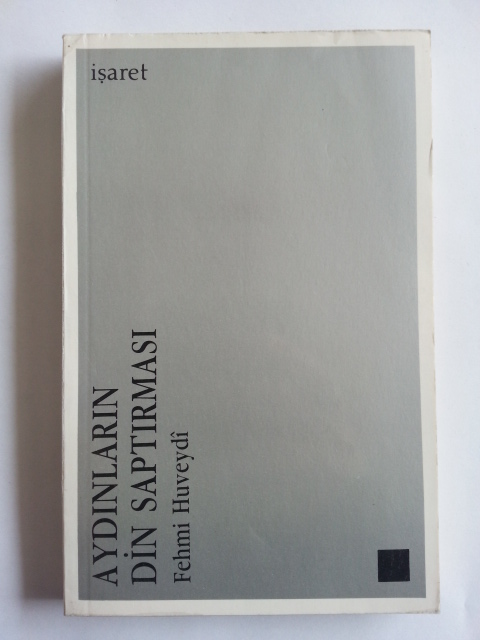 işaret
AYDINLARIN
DİN SAPTIRMASI
Fehmi Huveydî